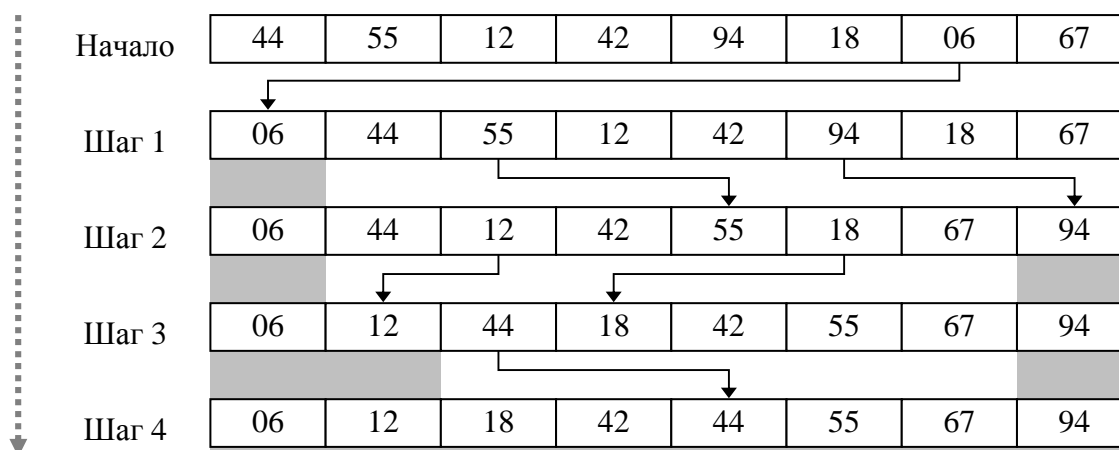 Начало 44 55 12 42 94 18 06 67
Шаг 1 06 44 55 12 42 94 18 67
Шаг 2 06 44 12 42 55 18 67 94
Шаг 3 06 12 44 18 42 55 67 94
Шаг 4 06 12 18 42 44 55 67 94